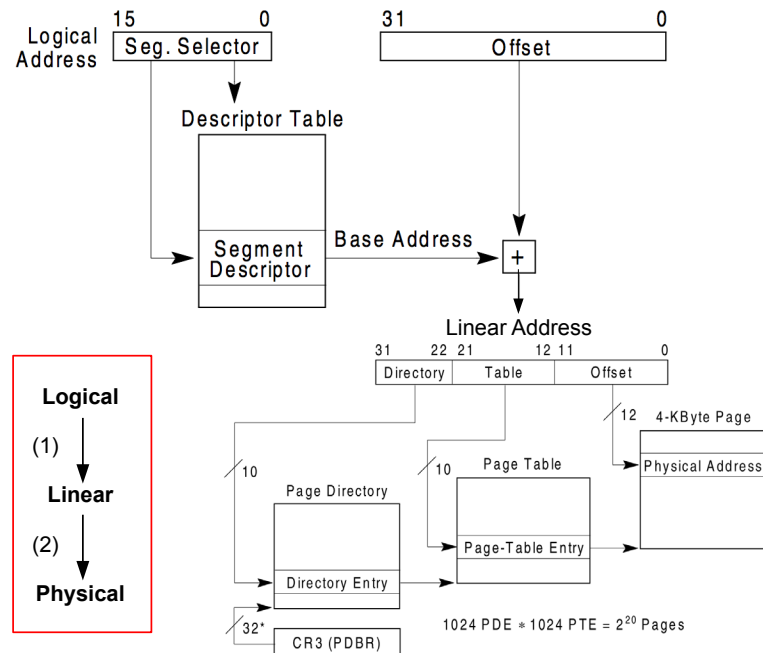 15 0
31 0
Logical
Address
Seg. Selector
Offset
Descriptor Table
Segment
Descriptor
Base Address
+
Linear Address
31 22 21 12 11 0
Directory Table Offset
Logical
(1)
Linear
(2)
Physical
12
4-KByte Page
Physical Address
10
10
Page Table
Page-Table Entry
Page Directory
Directory Entry
32*
CR3 (PDBR)
1024 PDE * 1024 PTE = 2²⁰ Pages